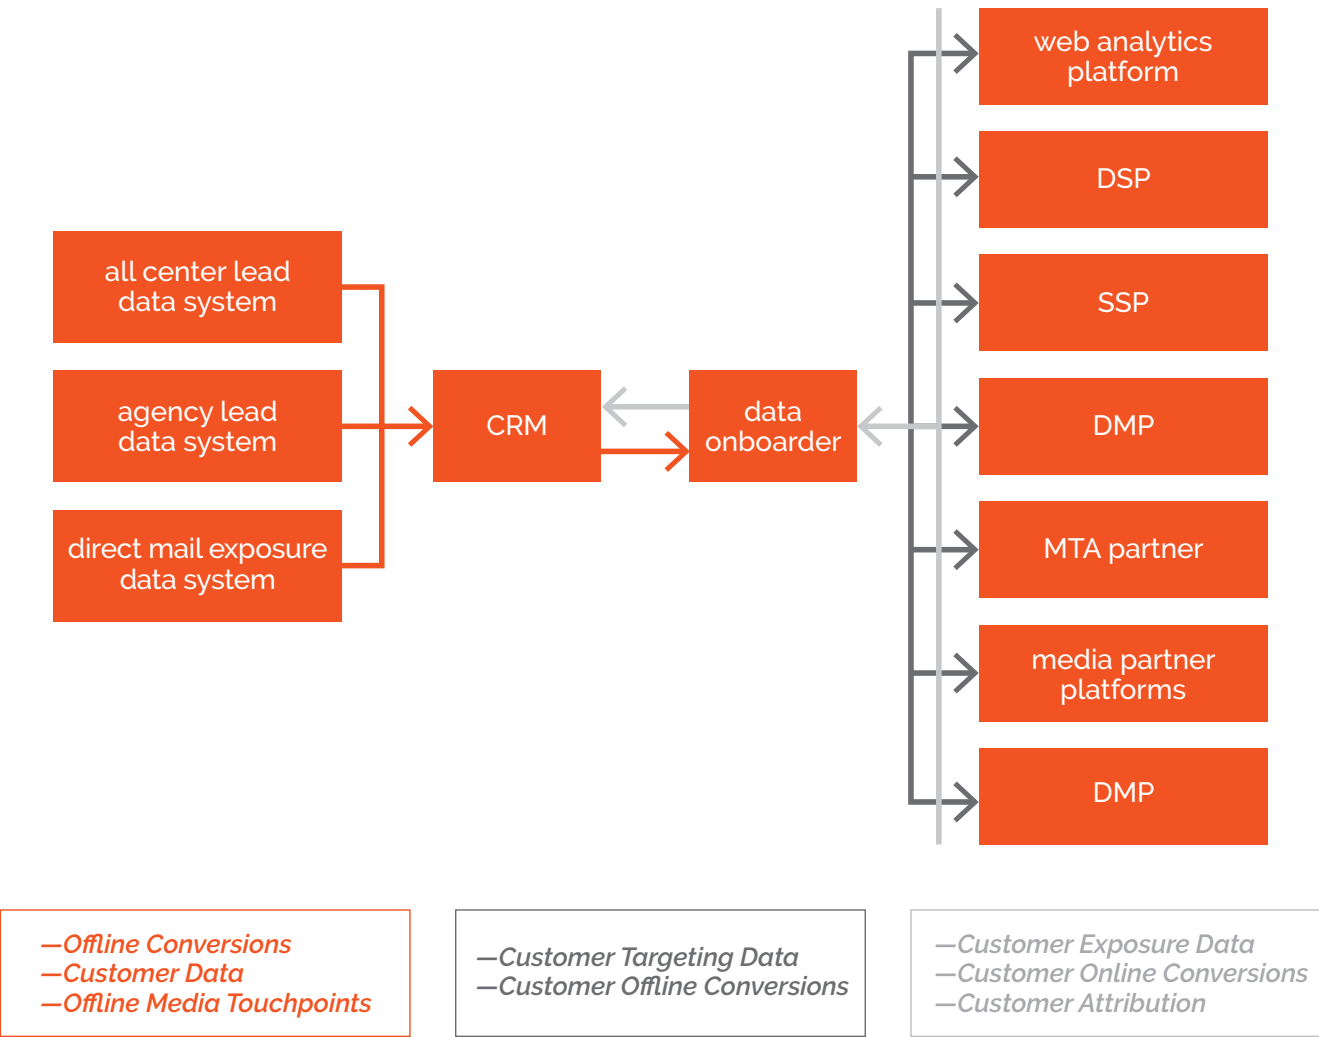 web analytics
platform
DSP
SSP
all center lead
data system
agency lead
data system
direct mail exposure
data system
CRM
data
onboarder
DMP
MTA partner
media partner
platforms
DMP
—Offline Conversions
—Customer Data
—Offline Media Touchpoints
—Customer Targeting Data
—Customer Offline Conversions
—Customer Exposure Data
—Customer Online Conversions
—Customer Attribution